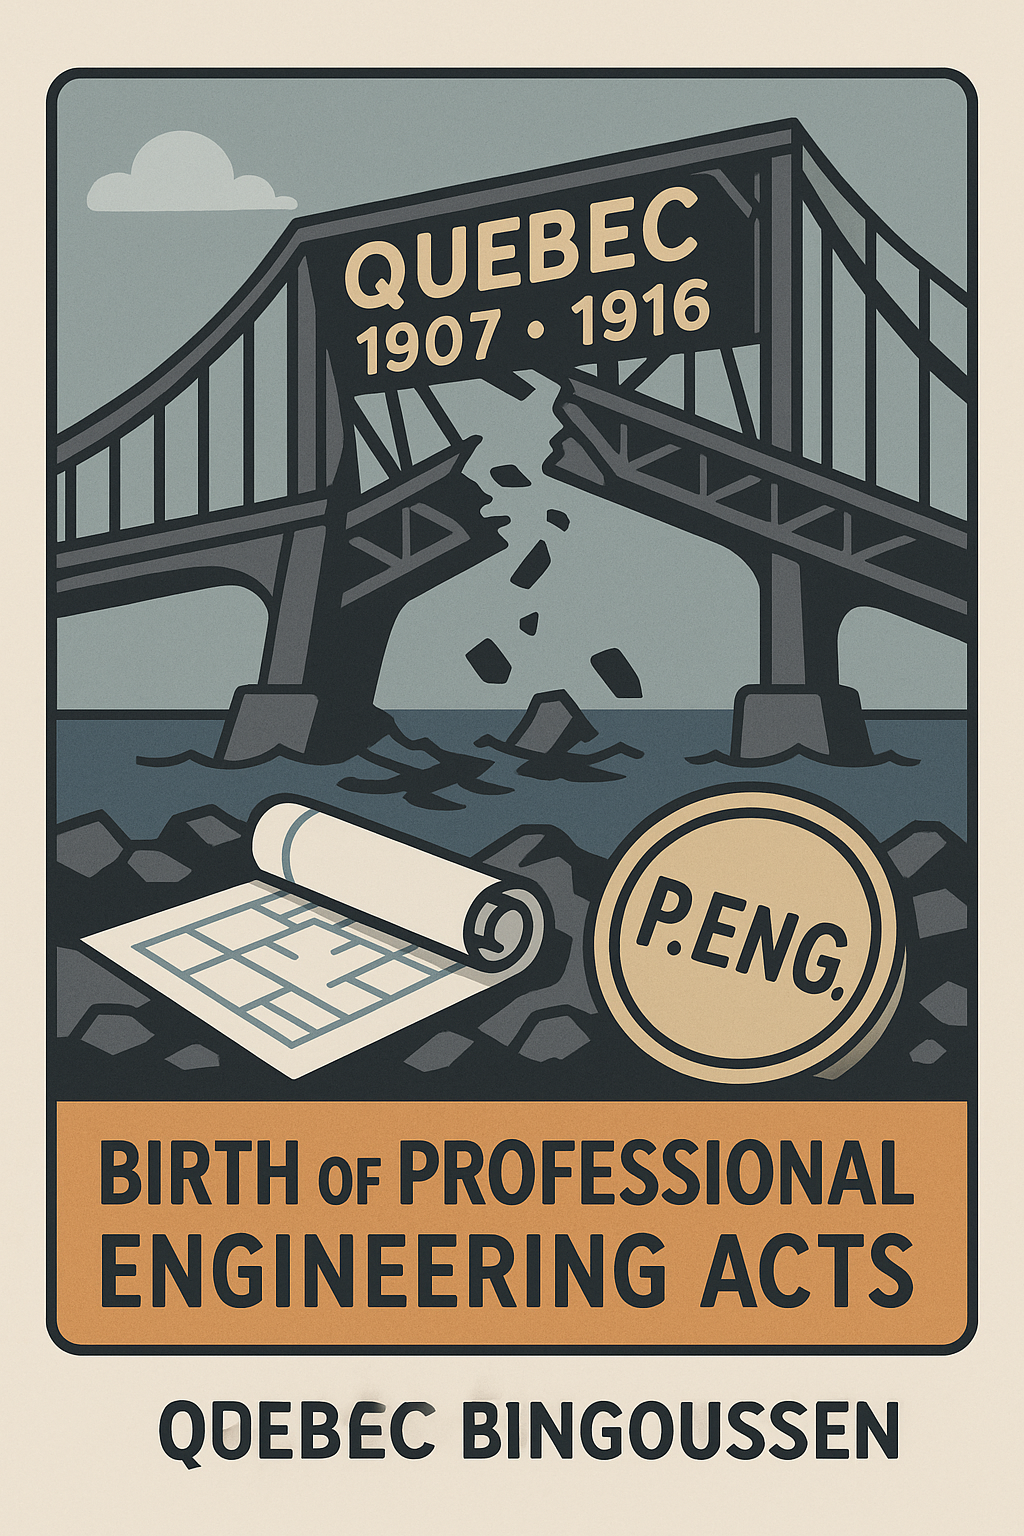 QUEBEC
1907 • 1916
P.ENG.
BIRTH OF PROFESSIONAL
ENGINEERING ACTS
QDEBEC BINGOUSSEN